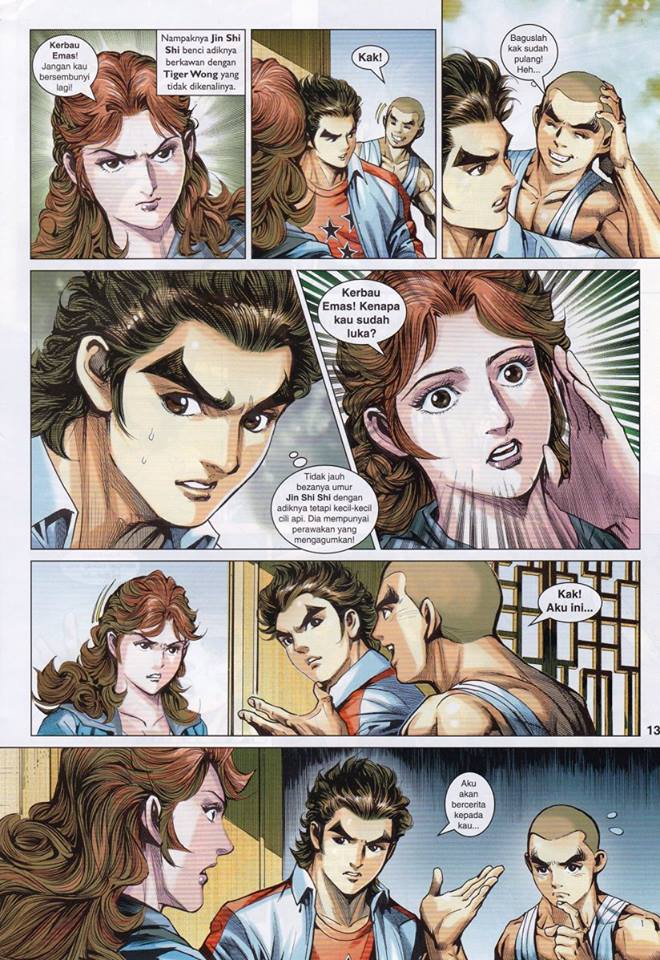 Kerbau
Emas!
Jangan kau
bersembunyi
lagi!
Nampaknya Jin Shi
Shi benci adiknya
berkawan dengan
Tiger Wong yang
tidak dikenalinya.
Kak!
Baguslah
kak sudah
pulang!
Heh...
Kerbau
Emas! Kenapa
kau sudah
luka?
Tidak jauh
bezanya umur
Jin Shi Shi dengan
adiknya tetapi kecil-kecil
cili api. Dia mempunyai
perawakan yang
mengagumkan!
Kak!
Aku ini...
13
Aku
akan
bercerita
kepada
kau...